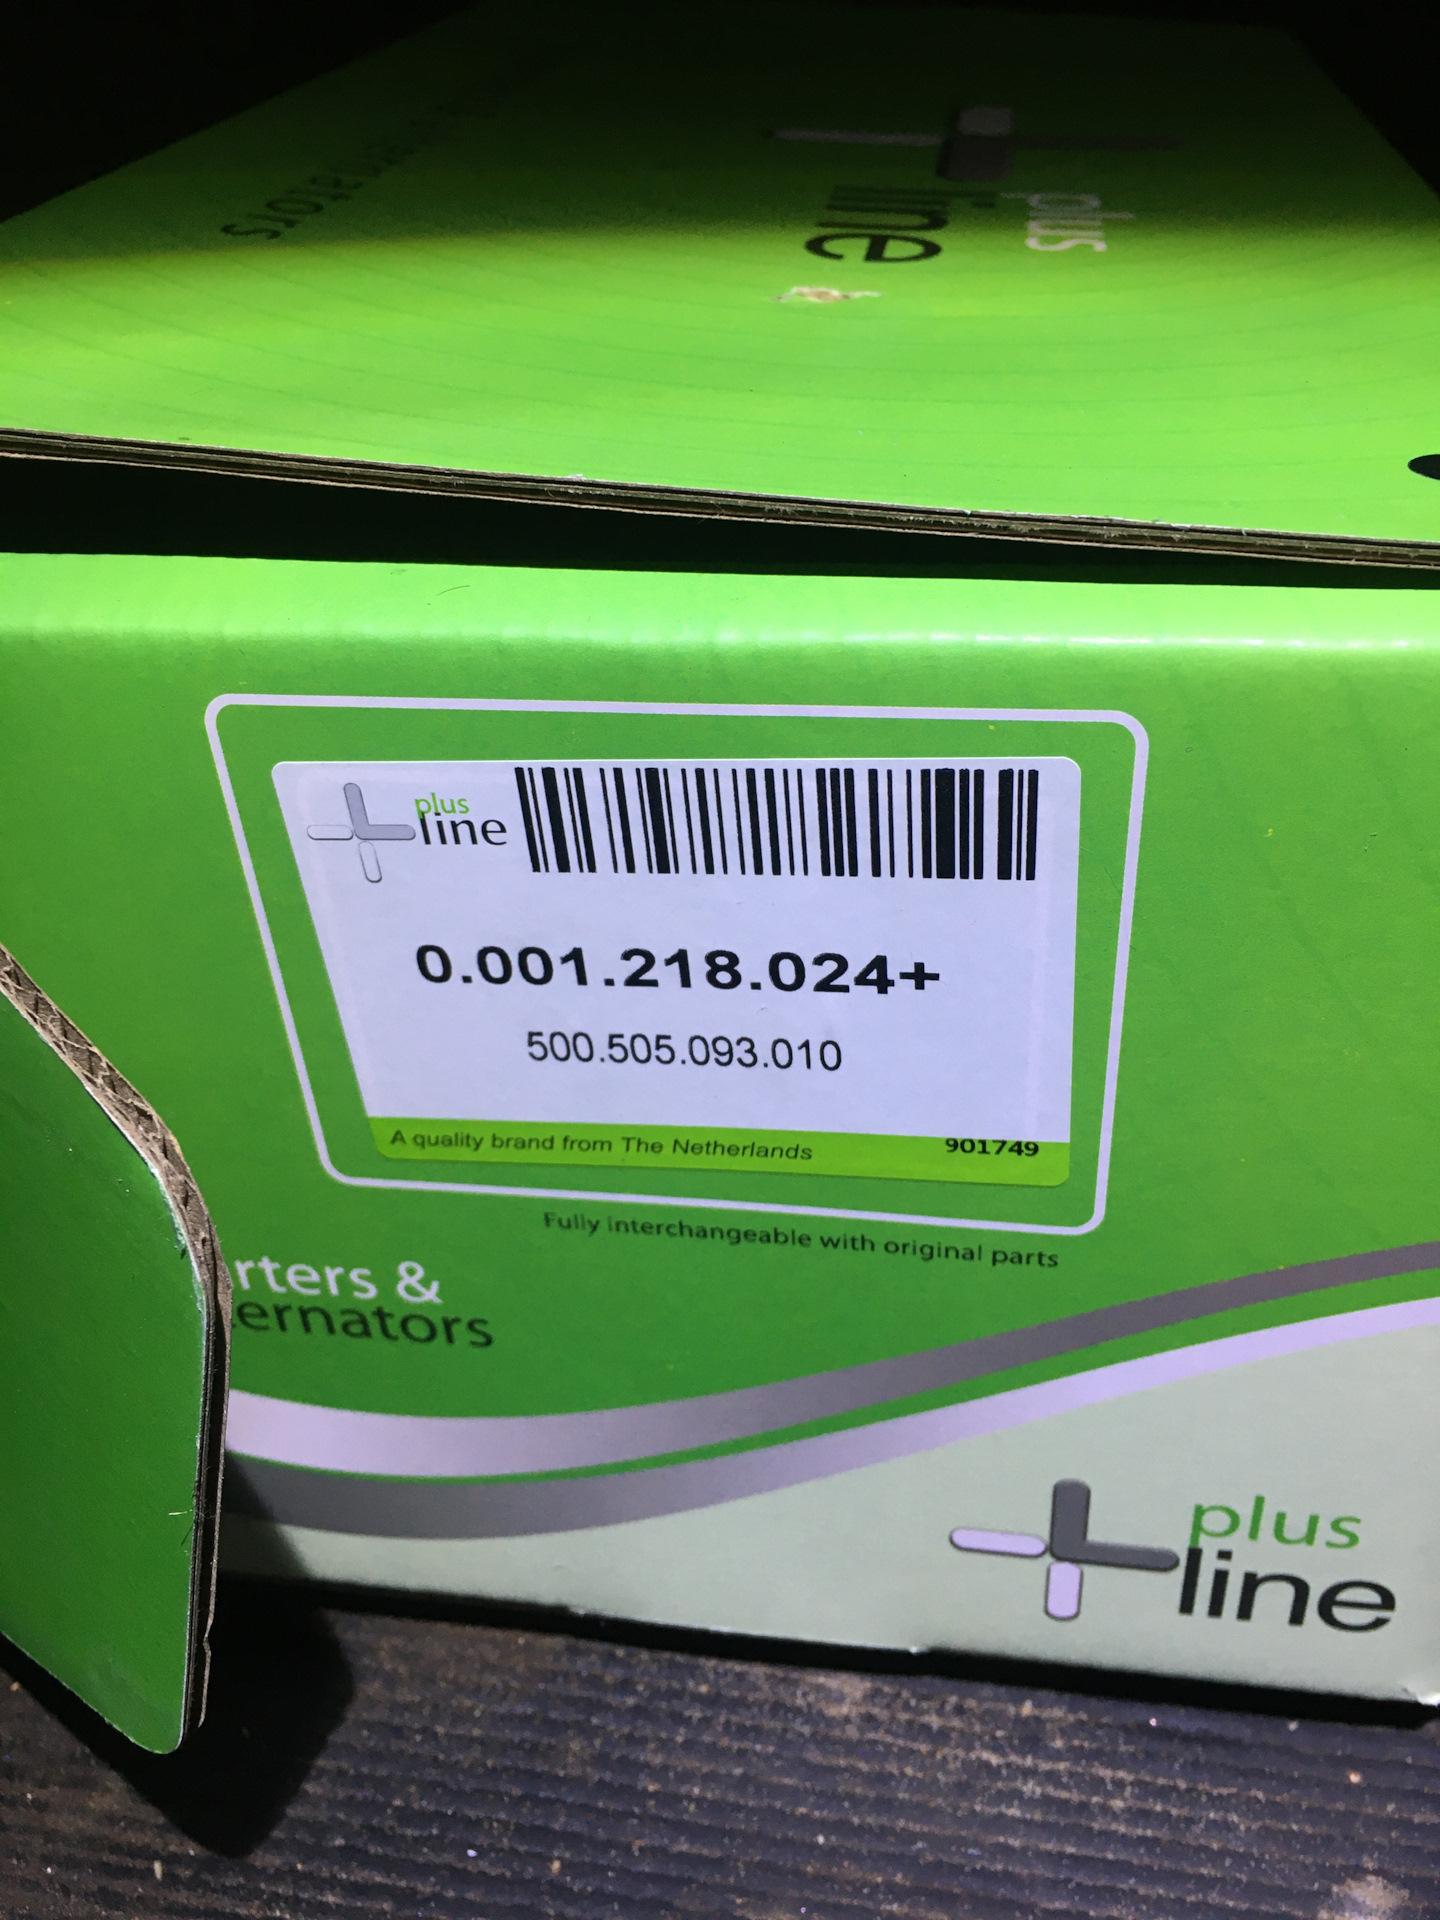 plus
line
plus
line
0.001.218.024+
500.505.093.010
A quality brand from The Netherlands 901749
Fully interchangeable with original parts
rters &
ernators
plus
line